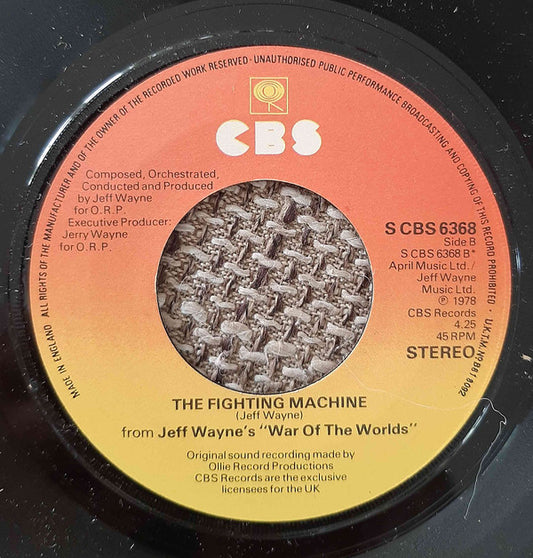 ALL RIGHTS OF THE MANUFACTURER AND OF THE OWNER OF THE RECORDED WORK RESERVED · UNAUTHORISED PUBLIC PERFORMANCE BROADCASTING AND COPYING OF THIS RECORD PROHIBITED · U.K.T.M. Nº B818092
MADE IN ENGLAND
CBS
Composed, Orchestrated,
Conducted and Produced
by Jeff Wayne
for O.R.P.
Executive Producer:
Jerry Wayne
for O.R.P.
S CBS 6368
Side B
S CBS 6368 B*
April Music Ltd./
Jeff Wayne
Music Ltd.
℗ 1978
CBS Records
4.25
45 RPM
STEREO
THE FIGHTING MACHINE
(Jeff Wayne)
from Jeff Wayne's "War Of The Worlds"
Original sound recording made by
Ollie Record Productions
CBS Records are the exclusive
licensees for the UK